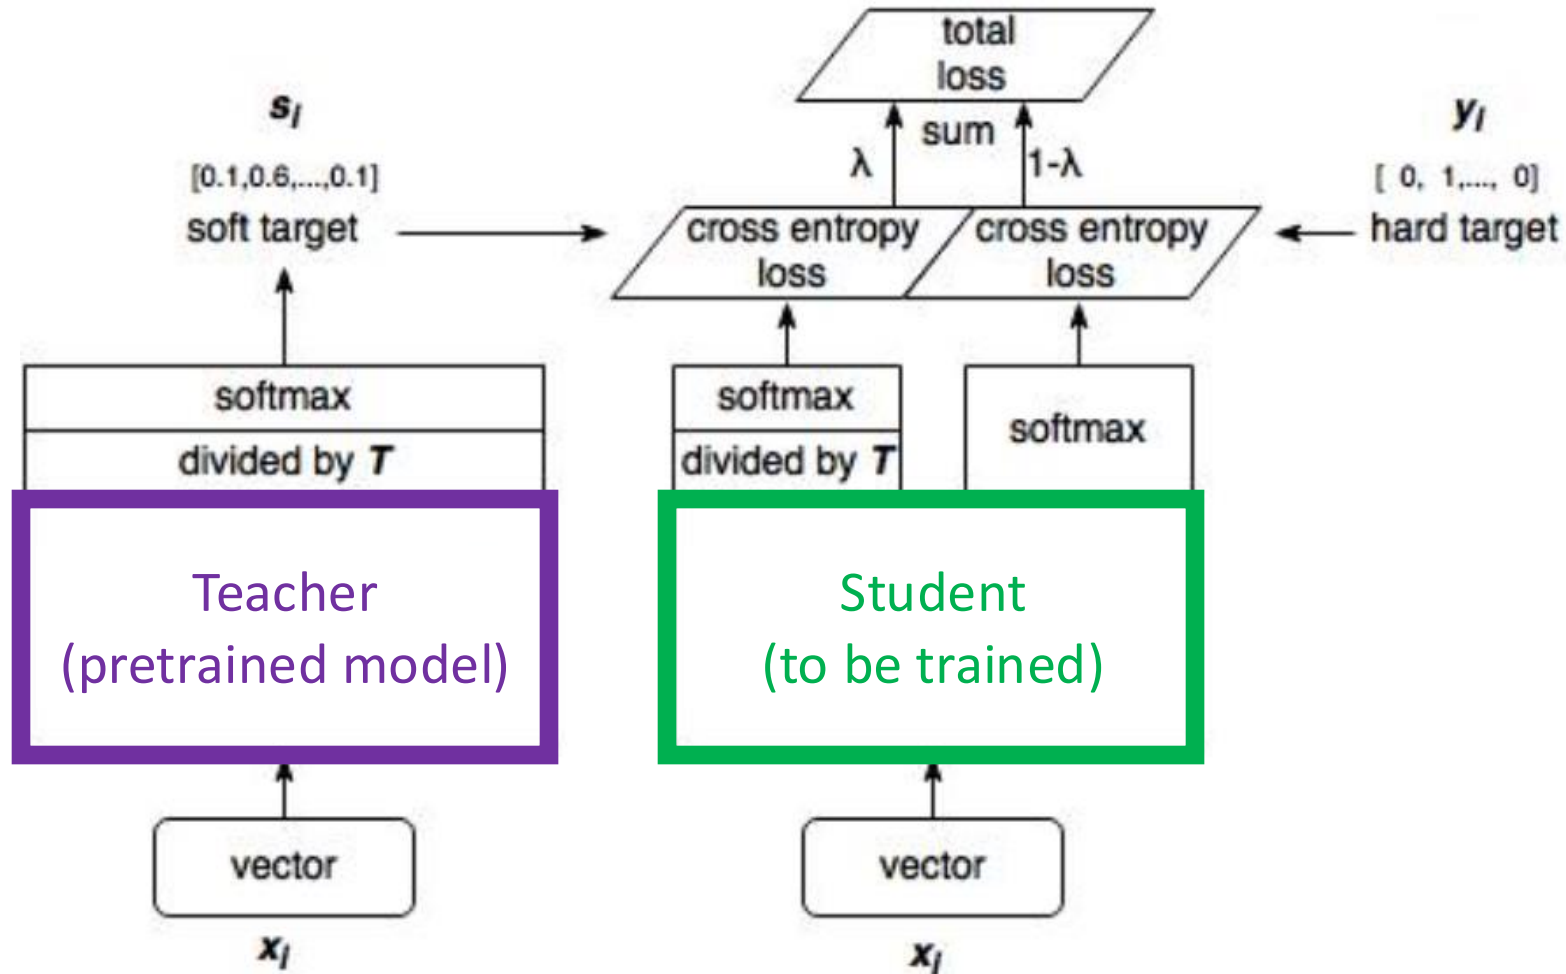 total
loss
sum
λ
1-λ
s_i
[0.1,0.6,...,0.1]
soft target
cross entropy
loss
cross entropy
loss
y_i
[ 0, 1,..., 0]
hard target
softmax
divided by T
softmax
divided by T
softmax
Teacher
(pretrained model)
Student
(to be trained)
vector
x_i
vector
x_i